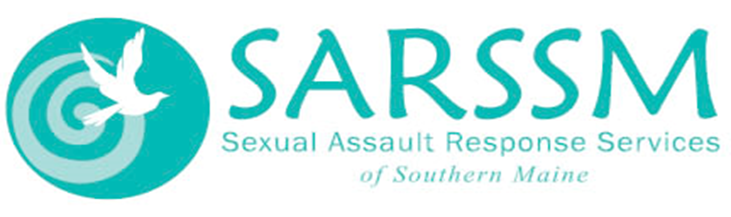 SARSSM
Sexual Assault Response Services
of Southern Maine